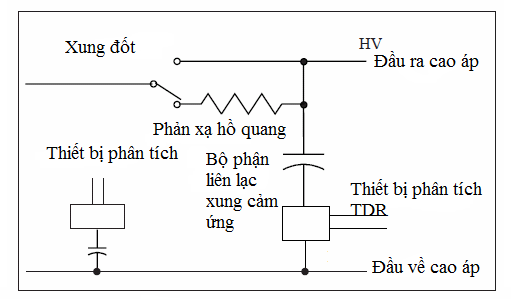 Xung đốt
HV
Đầu ra cao áp
Phản xạ hồ quang
Thiết bị phân tích
Bộ phận
liên lạc
xung cảm
ứng
Thiết bị phân tích
TDR
Đầu về cao áp